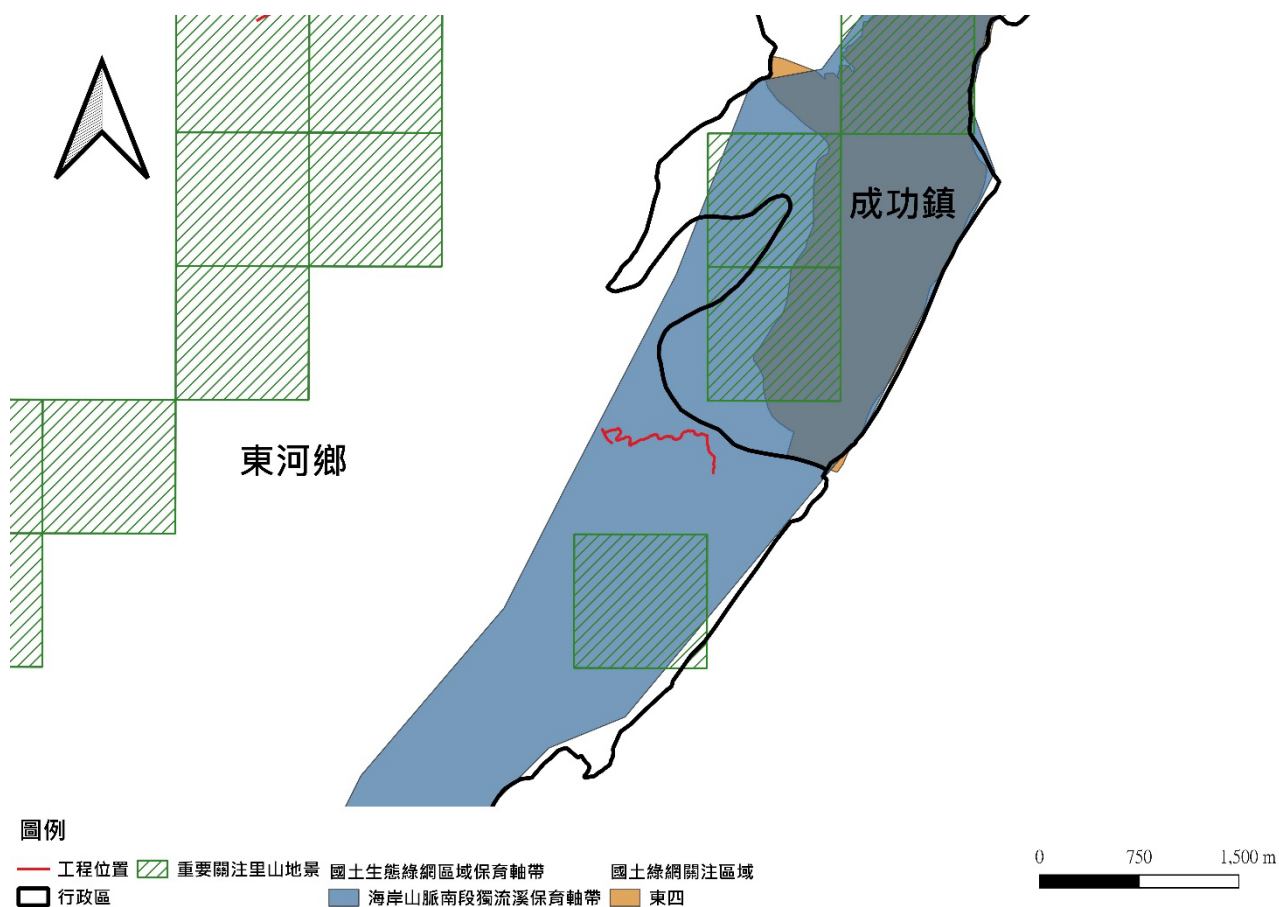 成功鎮
東河鄉
圖例
工程位置 重要關注里山地景 國土生態綠網區域保育軸帶 國土綠網關注區域
行政區 海岸山脈南段獨流溪保育軸帶 東四
0 750 1,500 m